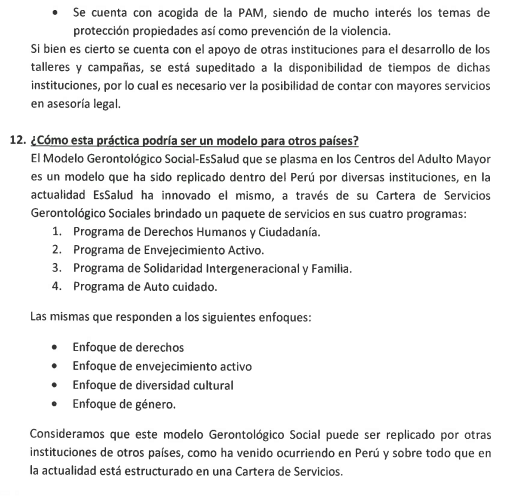 • Se cuenta con acogida de la PAM, siendo de mucho interés los temas de
protección propiedades así como prevención de la violencia.
Si bien es cierto se cuenta con el apoyo de otras instituciones para el desarrollo de los
talleres y campañas, se está supeditado a la disponibilidad de tiempos de dichas
instituciones, por lo cual es necesario ver la posibilidad de contar con mayores servicios
en asesoría legal.
12. ¿Cómo esta práctica podría ser un modelo para otros países?
El Modelo Gerontológico Social-EsSalud que se plasma en los Centros del Adulto Mayor
es un modelo que ha sido replicado dentro del Perú por diversas instituciones, en la
actualidad EsSalud ha innovado el mismo, a través de su Cartera de Servicios
Gerontológico Sociales brindado un paquete de servicios en sus cuatro programas:
1. Programa de Derechos Humanos y Ciudadanía.
2. Programa de Envejecimiento Activo.
3. Programa de Solidaridad Intergeneracional y Familia.
4. Programa de Auto cuidado.
Las mismas que responden a los siguientes enfoques:
• Enfoque de derechos
• Enfoque de envejecimiento activo
• Enfoque de diversidad cultural
• Enfoque de género.
Consideramos que este modelo Gerontológico Social puede ser replicado por otras
instituciones de otros países, como ha venido ocurriendo en Perú y sobre todo que en
la actualidad está estructurado en una Cartera de Servicios.